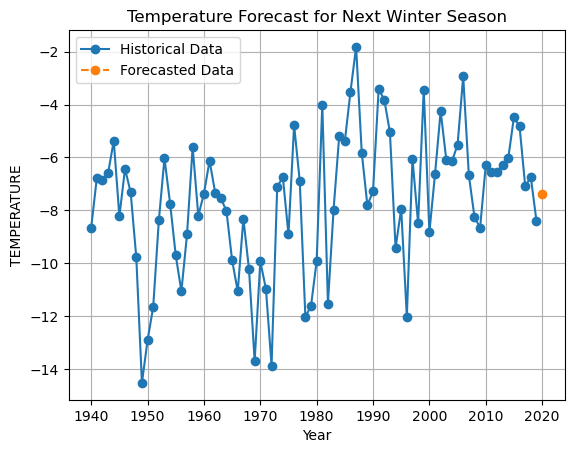 Temperature Forecast for Next Winter Season
Historical Data
Forecasted Data
−2
−4
−6
−8
−10
−12
−14
TEMPERATURE
1940 1950 1960 1970 1980 1990 2000 2010 2020
Year